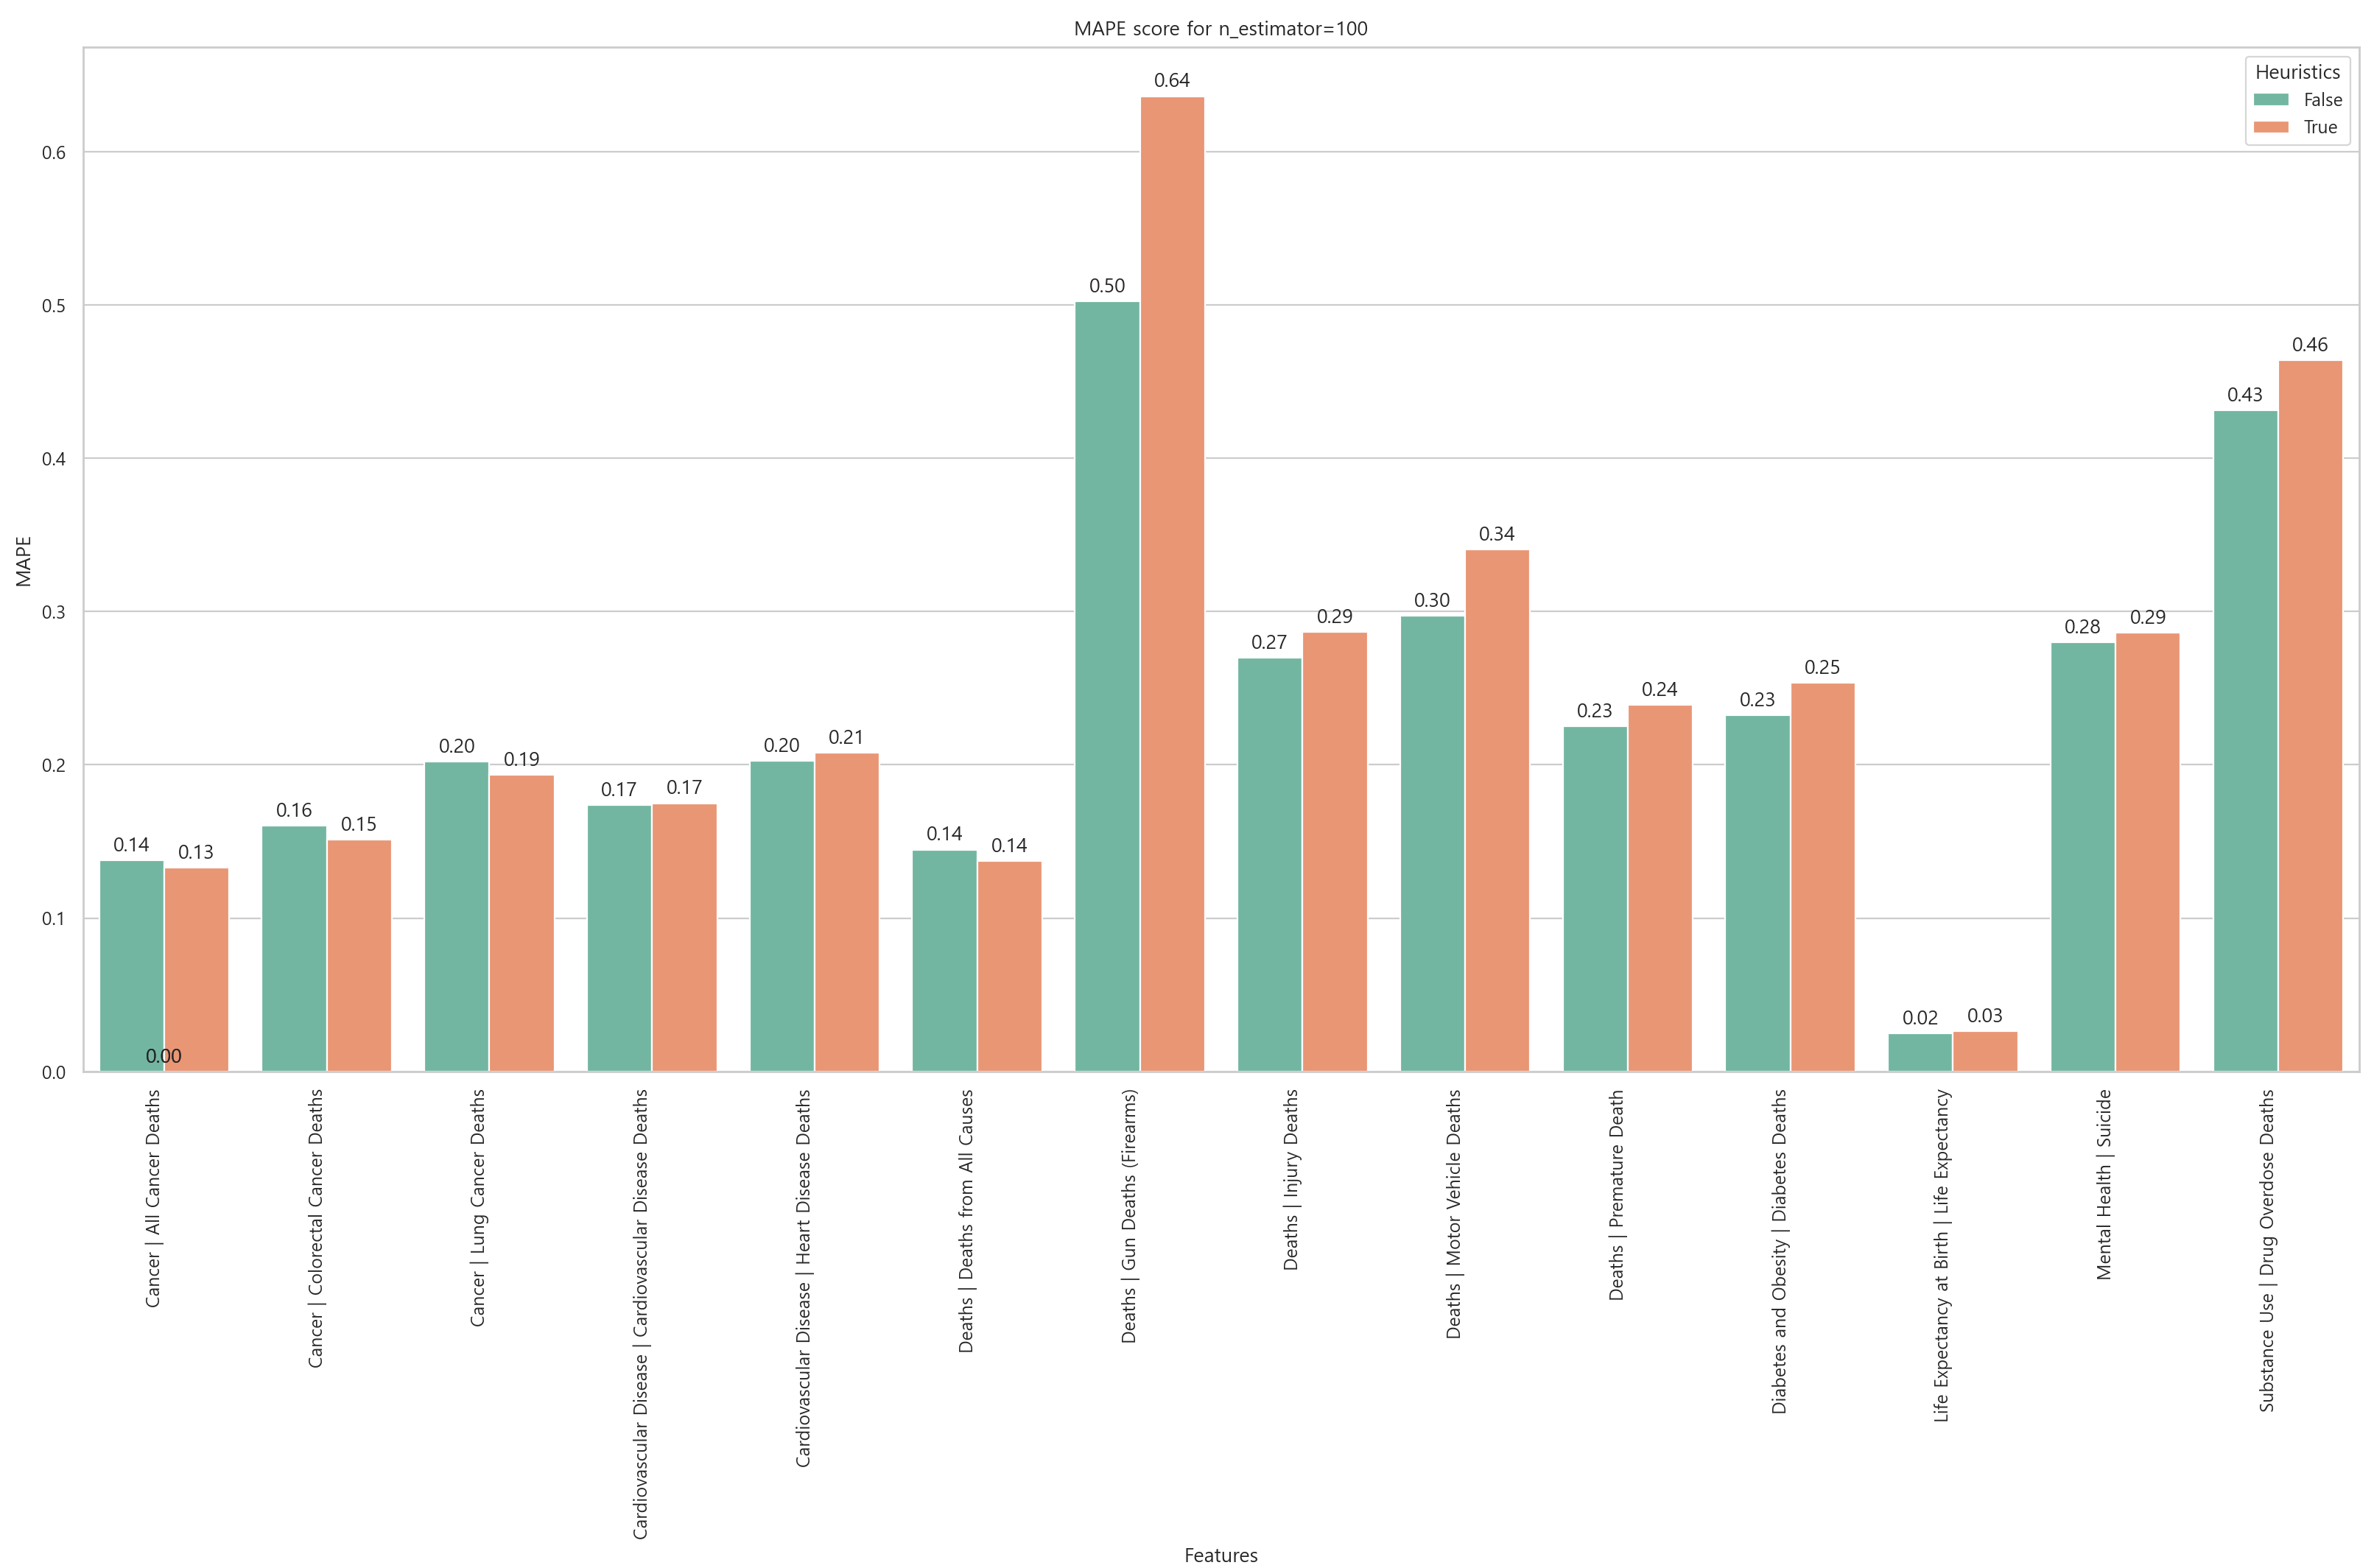 MAPE score for n_estimator=100
Heuristics
False
True
MAPE
0.6
0.5
0.4
0.3
0.2
0.1
0.0
0.14
0.13
0.00
0.16
0.15
0.20
0.19
0.17
0.17
0.20
0.21
0.14
0.14
0.50
0.64
0.27
0.29
0.30
0.34
0.23
0.24
0.23
0.25
0.02
0.03
0.28
0.29
0.43
0.46
Cancer | All Cancer Deaths
Cancer | Colorectal Cancer Deaths
Cancer | Lung Cancer Deaths
Cardiovascular Disease | Cardiovascular Disease Deaths
Cardiovascular Disease | Heart Disease Deaths
Deaths | Deaths from All Causes
Deaths | Gun Deaths (Firearms)
Deaths | Injury Deaths
Deaths | Motor Vehicle Deaths
Deaths | Premature Death
Diabetes and Obesity | Diabetes Deaths
Life Expectancy at Birth | Life Expectancy
Mental Health | Suicide
Substance Use | Drug Overdose Deaths
Features